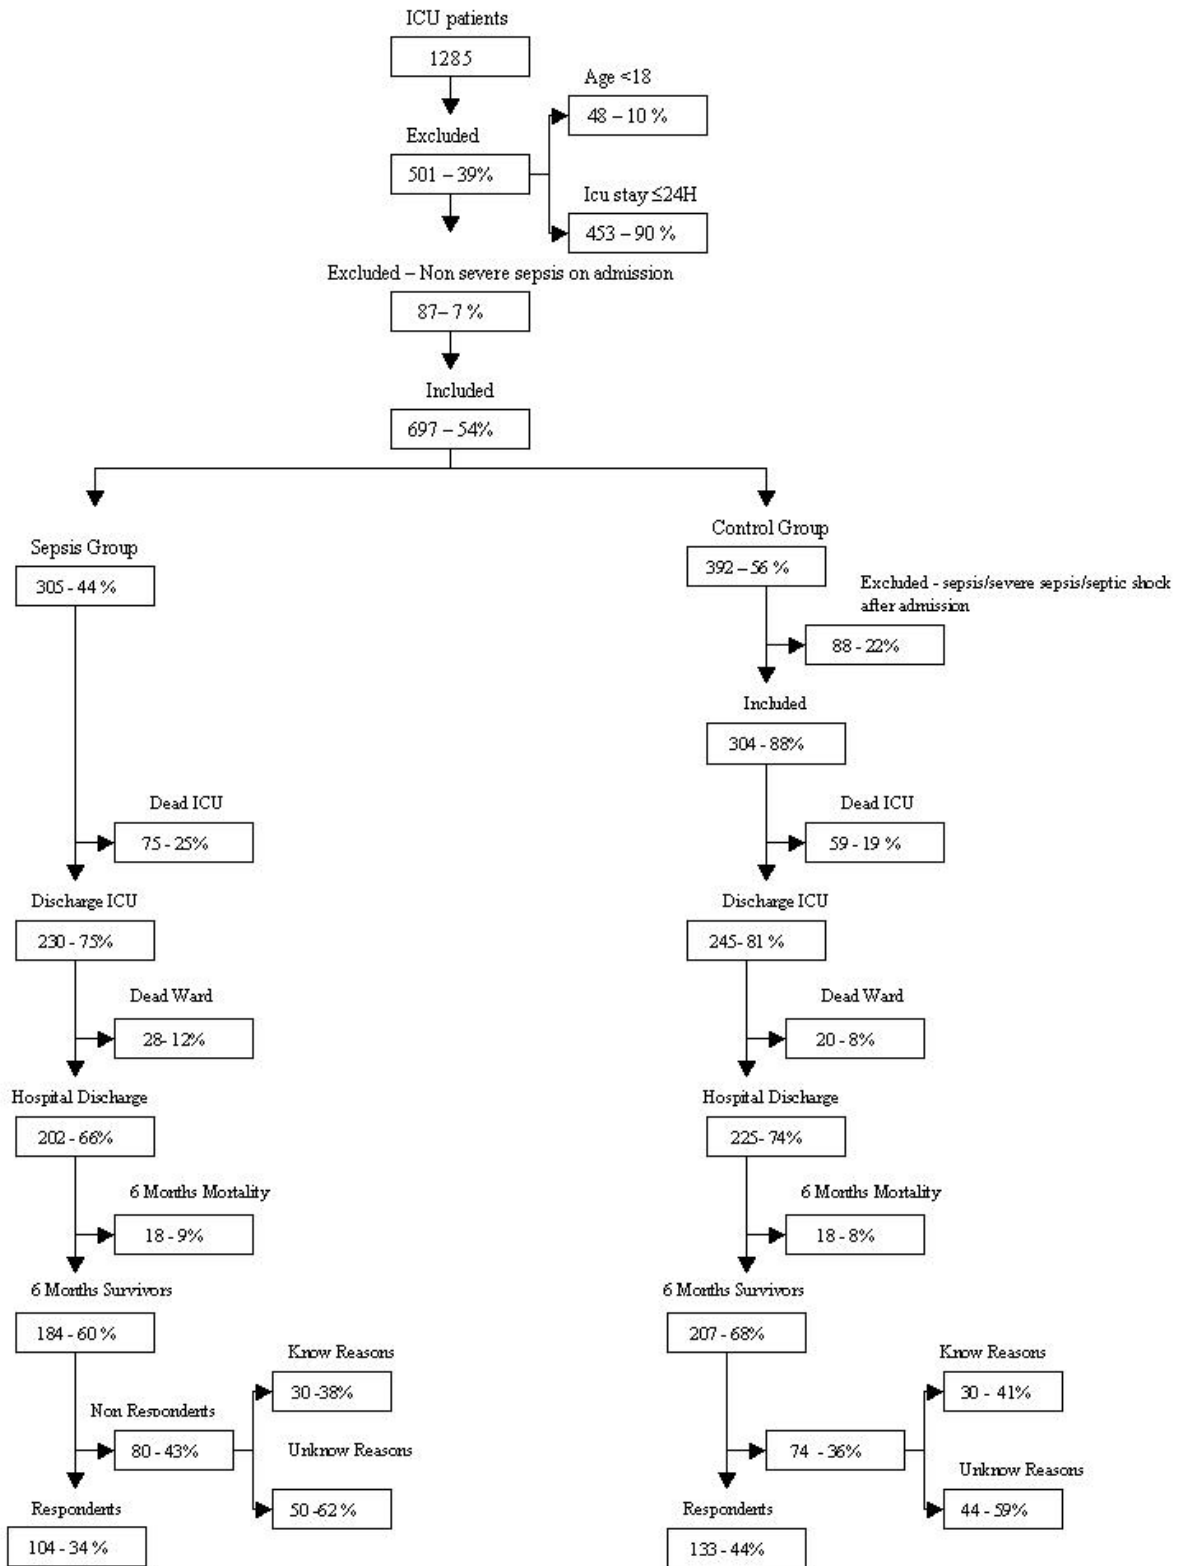 ICU patients
1285
Age <18
48 – 10 %
Excluded
501 – 39%
Icu stay ≤24H
453 – 90 %
Excluded – Non severe sepsis on admission
87– 7 %
Included
697 – 54%
Sepsis Group
305 - 44 %
Control Group
392 – 56 %
Excluded - sepsis/severe sepsis/septic shock
after admission
88 - 22%
Included
304 - 88%
Dead ICU
75 - 25%
Dead ICU
59 - 19 %
Discharge ICU
230 - 75%
Discharge ICU
245- 81 %
Dead Ward
28- 12%
Dead Ward
20 - 8%
Hospital Discharge
202 - 66%
Hospital Discharge
225- 74%
6 Months Mortality
18 - 9%
6 Months Mortality
18 - 8%
6 Months Survivors
184 - 60 %
6 Months Survivors
207 - 68%
Know Reasons
30 -38%
Non Respondents
80 - 43%
Unknow Reasons
50 -62 %
Respondents
104 - 34 %
Know Reasons
30 - 41%
74 - 36%
Unknow Reasons
44 - 59%
Respondents
133 - 44%